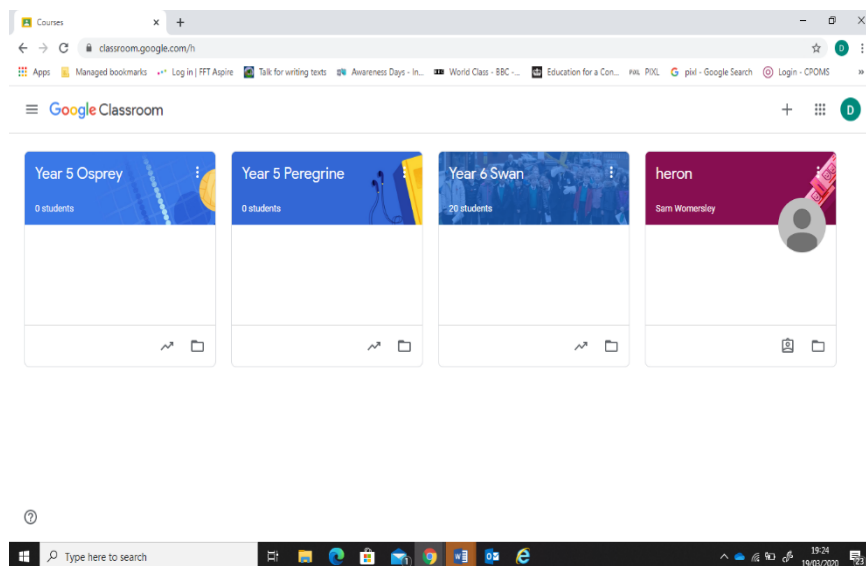 Courses
classroom.google.com/h
D
Apps Managed bookmarks Log in | FFT Aspire Talk for writing texts Awareness Days - In... World Class - BBC -... Education for a Con... PIXL PIXL pixl - Google Search Login - CPOMS »
Google Classroom
D
Year 5 Osprey Year 5 Peregrine Year 6 Swan heron
0 students 0 students 20 students Sam Womersley
Type here to search
19:24
19/03/2020
23